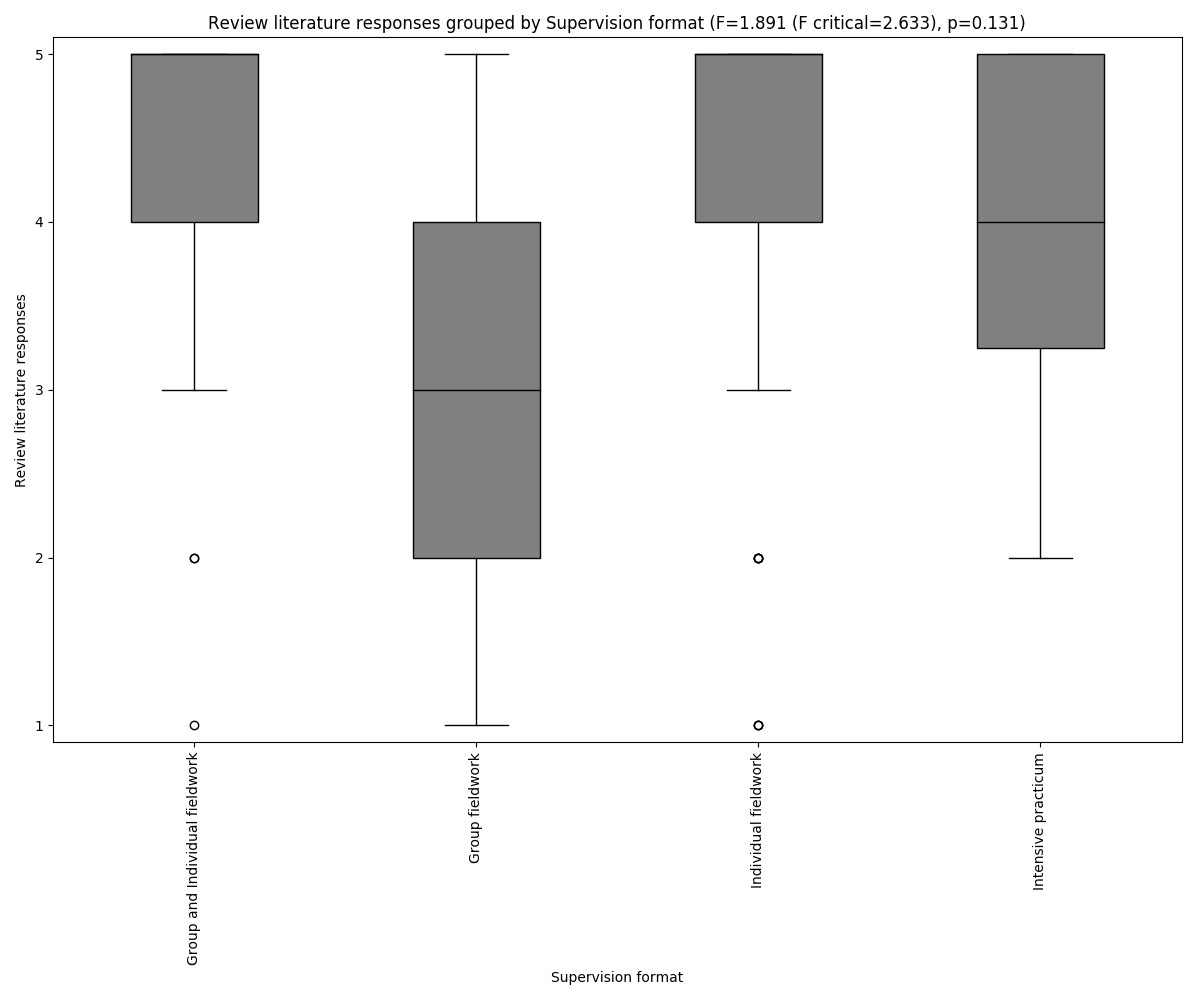 Review literature responses grouped by Supervision format (F=1.891 (F critical=2.633), p=0.131)
Review literature responses
5
4
3
2
1
Group and Individual fieldwork
Group fieldwork
Individual fieldwork
Intensive practicum
Supervision format